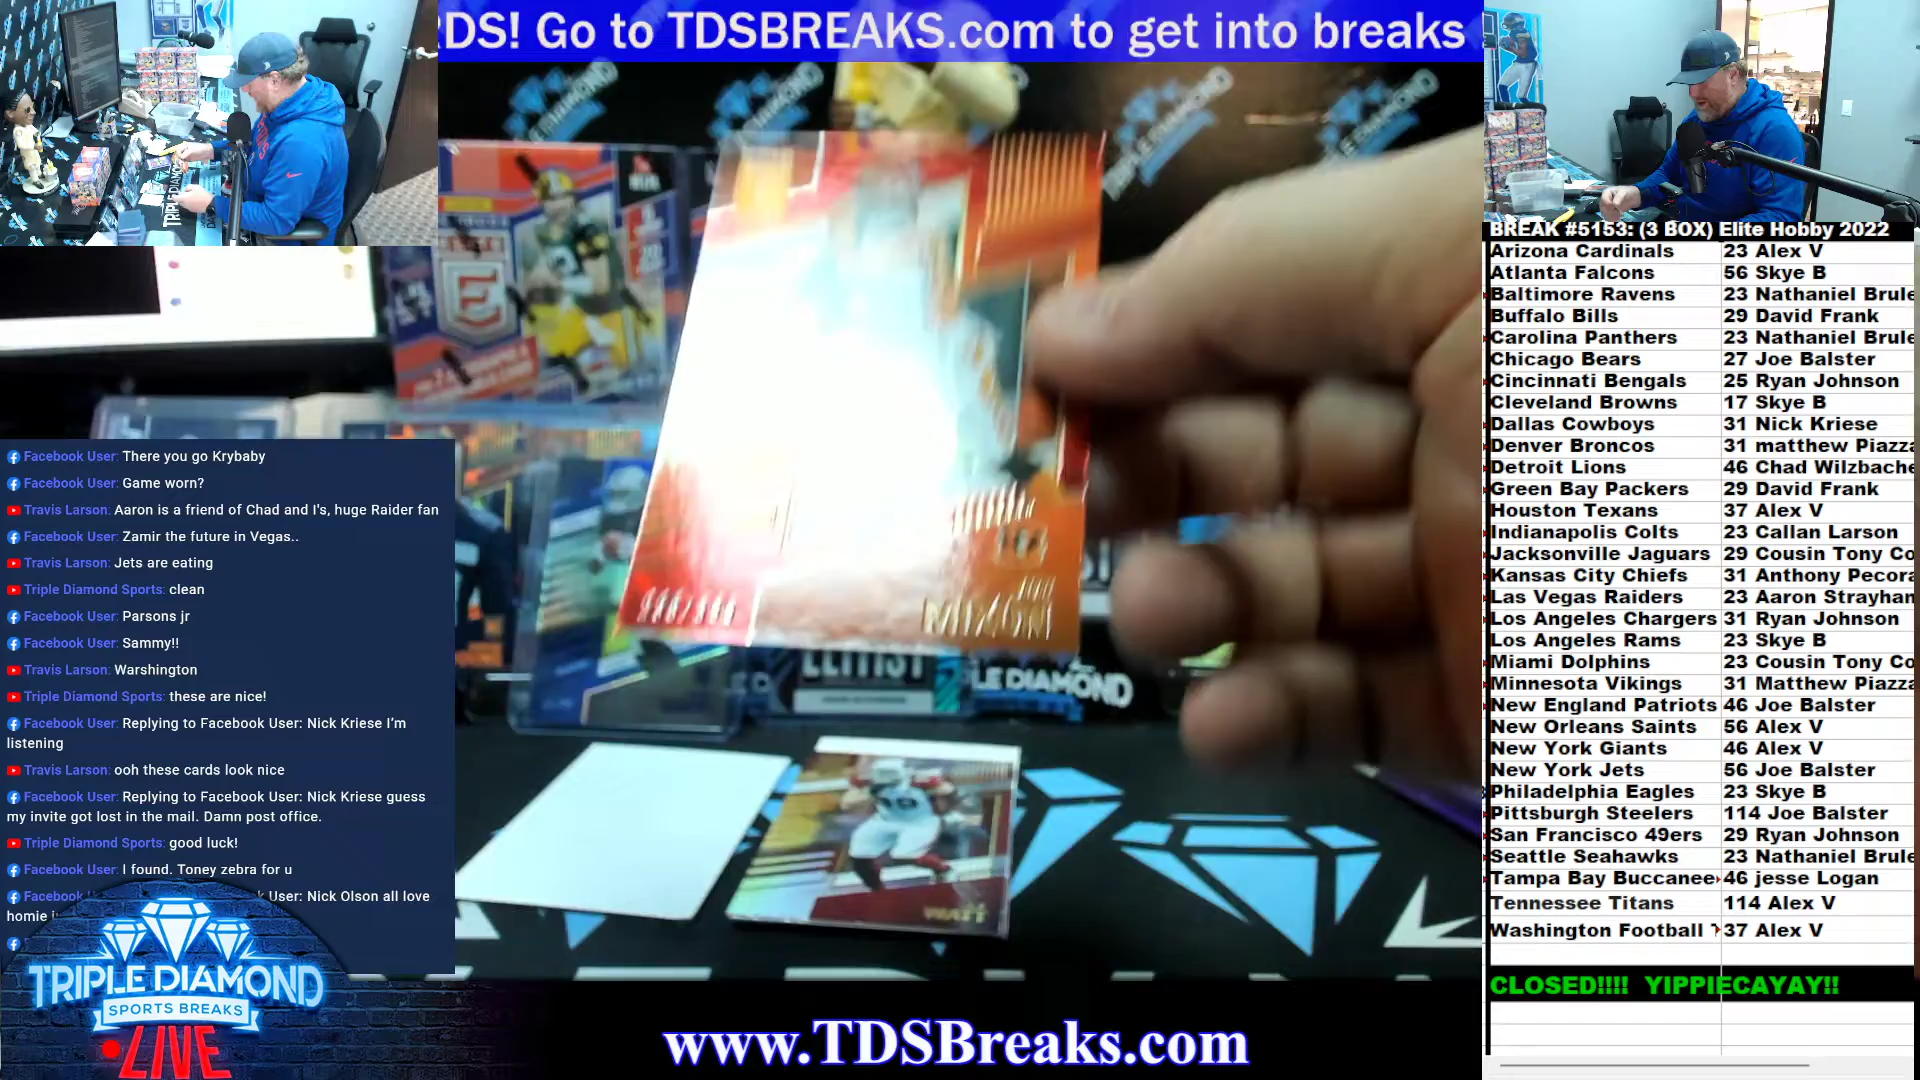 RDS! Go to TDSBREAKS.com to get into breaks
BREAK #5153: (3 BOX) Elite Hobby 2022
Arizona Cardinals 23 Alex V
Atlanta Falcons 56 Skye B
Baltimore Ravens 23 Nathaniel Brule
Buffalo Bills 29 David Frank
Carolina Panthers 23 Nathaniel Brule
Chicago Bears 27 Joe Balster
Cincinnati Bengals 25 Ryan Johnson
Cleveland Browns 17 Skye B
Dallas Cowboys 31 Nick Kriese
Denver Broncos 31 matthew Piazza
Detroit Lions 46 Chad Wilzbache
Green Bay Packers 29 David Frank
Houston Texans 37 Alex V
Indianapolis Colts 23 Callan Larson
Jacksonville Jaguars 29 Cousin Tony Co
Kansas City Chiefs 31 Anthony Pecora
Las Vegas Raiders 23 Aaron Strayhan
Los Angeles Chargers 31 Ryan Johnson
Los Angeles Rams 23 Skye B
Miami Dolphins 23 Cousin Tony Co
Minnesota Vikings 31 Matthew Piazza
New England Patriots 46 Joe Balster
New Orleans Saints 56 Alex V
New York Giants 46 Alex V
New York Jets 56 Joe Balster
Philadelphia Eagles 23 Skye B
Pittsburgh Steelers 114 Joe Balster
San Francisco 49ers 29 Ryan Johnson
Seattle Seahawks 23 Nathaniel Brule
Tampa Bay Buccanee 46 jesse Logan
Tennessee Titans 114 Alex V
Washington Football 37 Alex V
CLOSED!!!! YIPPIECAYAY!!
Facebook User: There you go Krybaby
Facebook User: Game worn?
Travis Larson: Aaron is a friend of Chad and I's, huge Raider fan
Facebook User: Zamir the future in Vegas..
Travis Larson: Jets are eating
Triple Diamond Sports: clean
Facebook User: Parsons jr
Facebook User: Sammy!!
Travis Larson: Warshington
Triple Diamond Sports: these are nice!
Facebook User: Replying to Facebook User: Nick Kriese I'm
listening
Travis Larson: ooh these cards look nice
Facebook User: Replying to Facebook User: Nick Kriese guess
my invite got lost in the mail. Damn post office.
Triple Diamond Sports: good luck!
Facebook User: I found. Toney zebra for u
Facebook User: Nick Olson all love
homie
TRIPLE DIAMOND
SPORTS BREAKS
LIVE
JOE
MIXON
ELITIST
TRIPLE DIAMOND
WATT
www.TDSBreaks.com